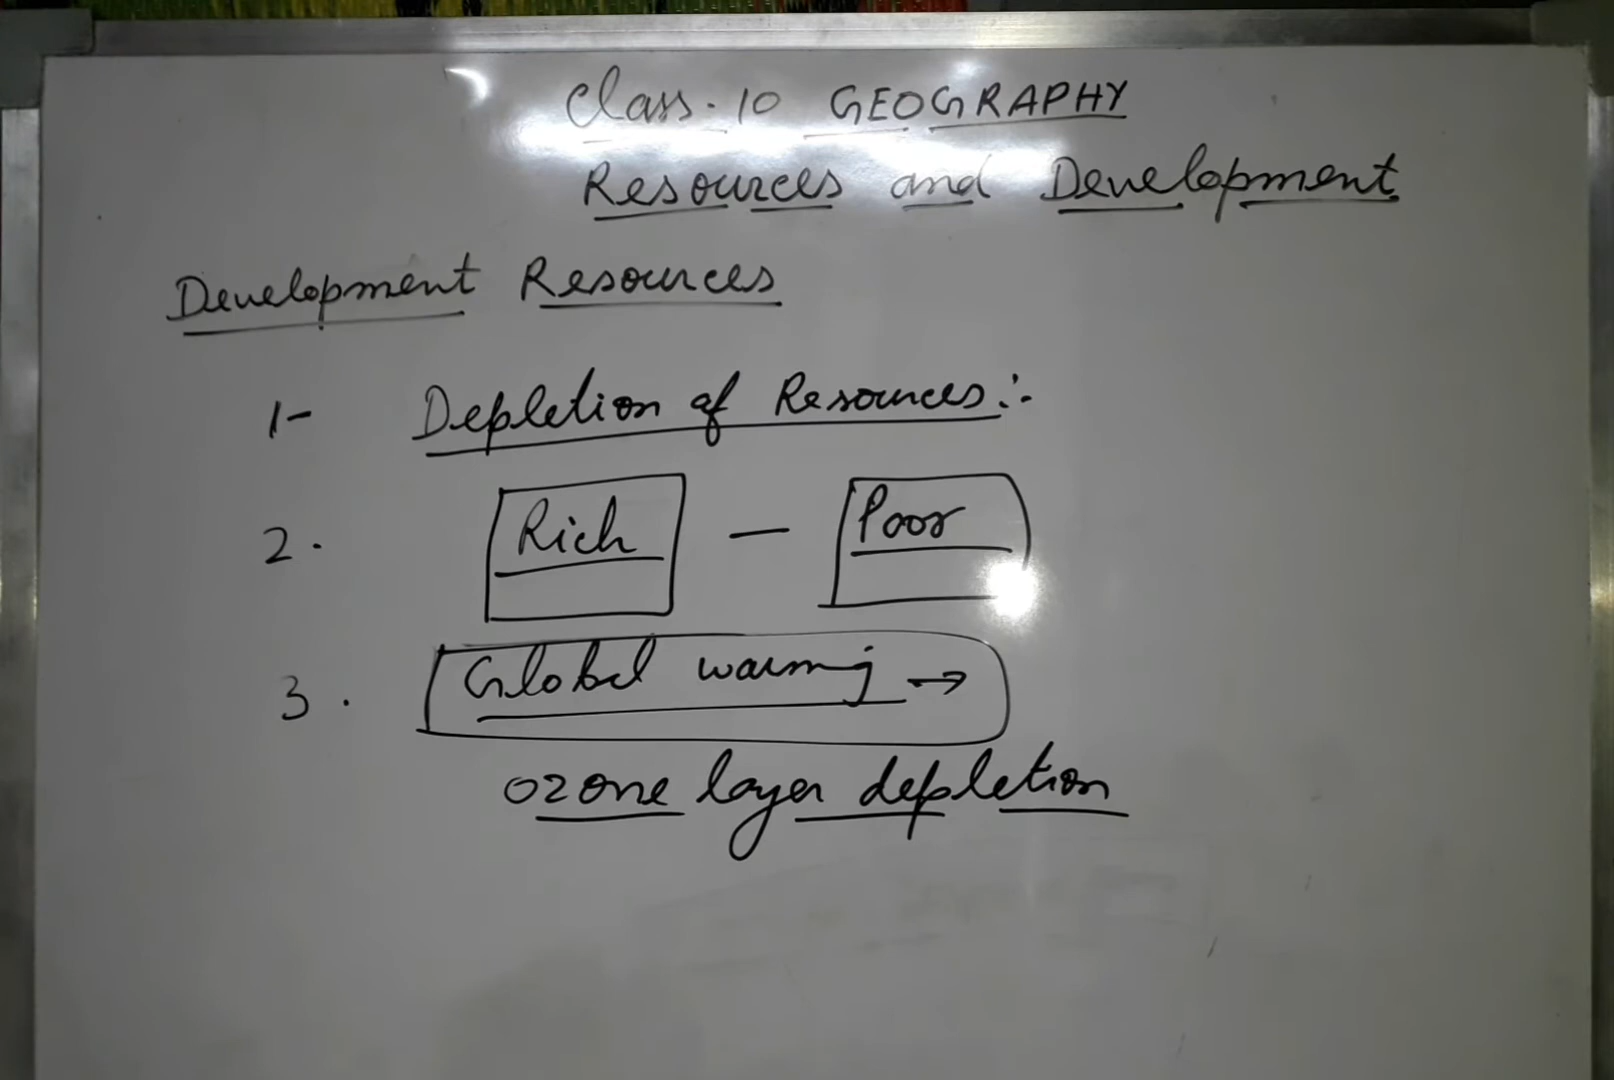 Class-10 GEOGRAPHY
Resources and Development
Development Resources
1- Depletion of Resources:-
2. Rich - Poor
3. Global warming →
ozone layer depletion